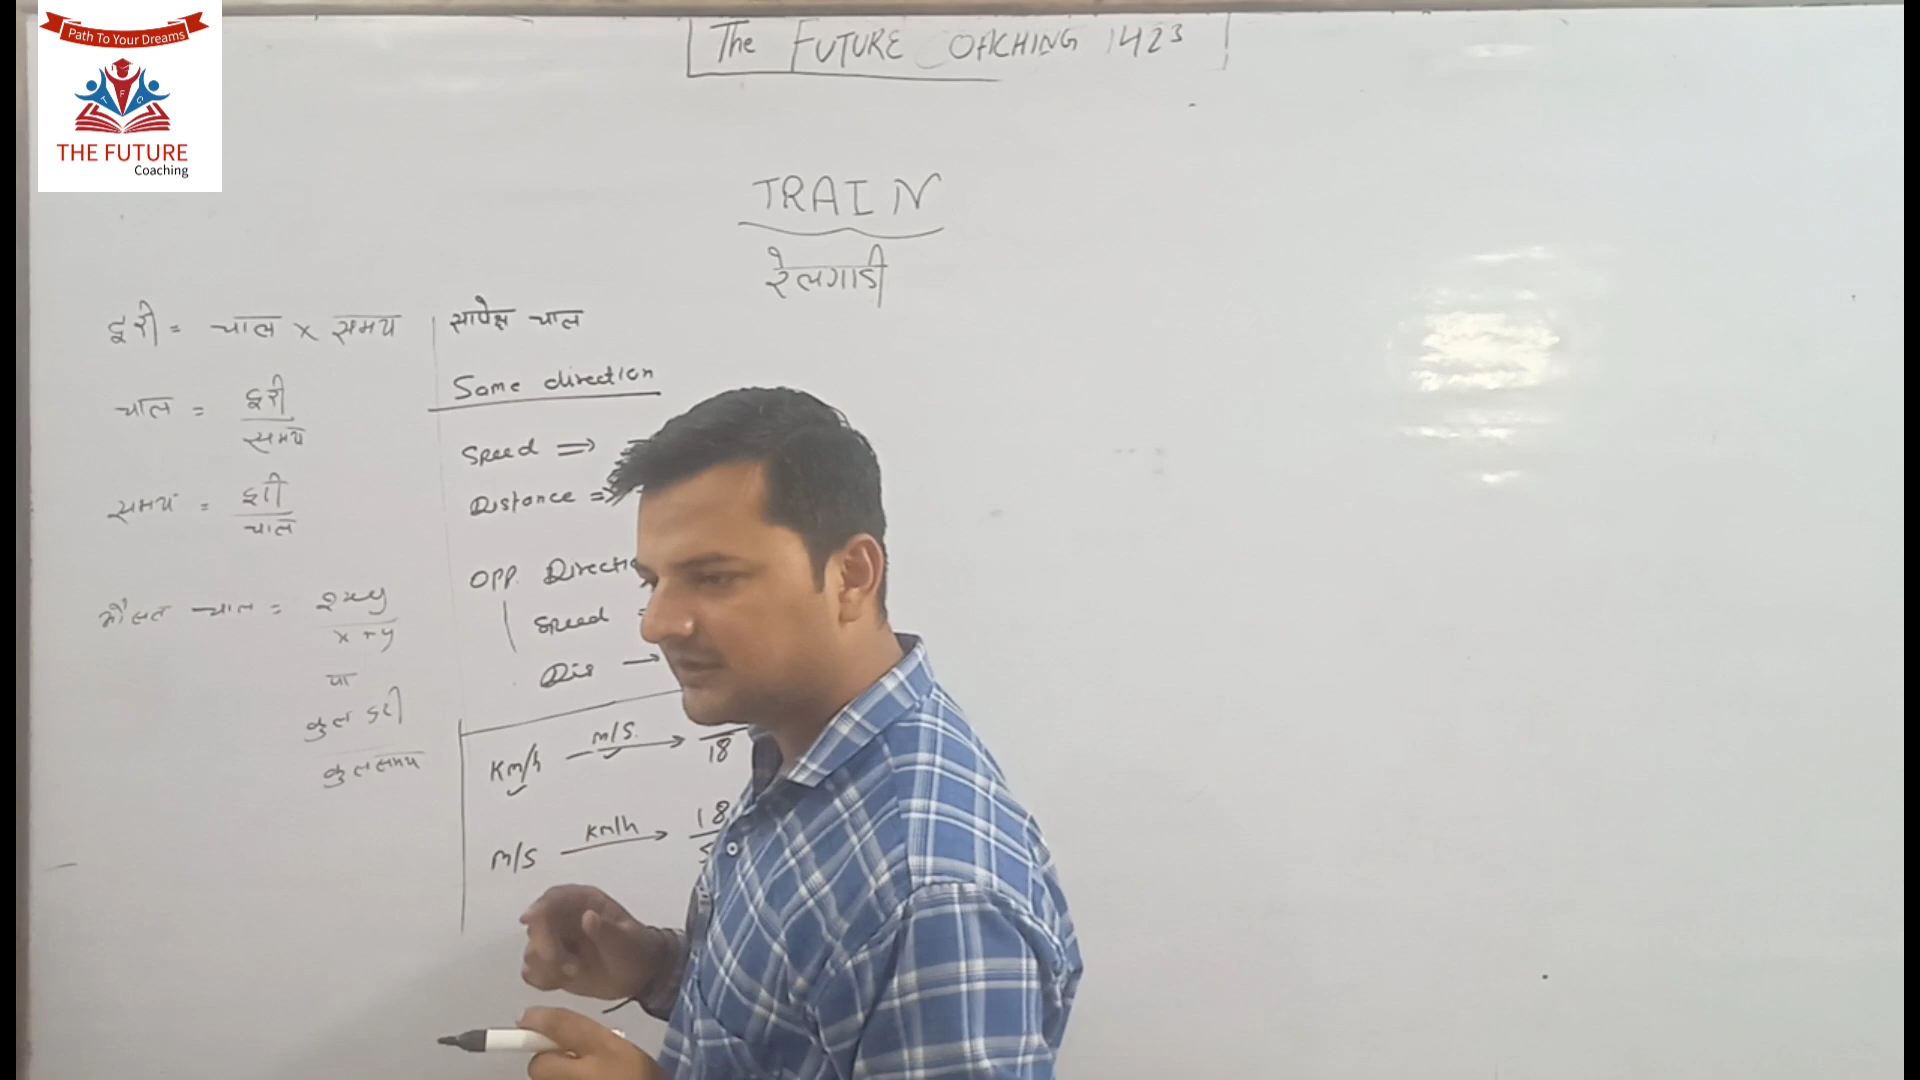 Path To Your Dreams
T F C
THE FUTURE
Coaching
The FUTURE COACHING 1423
TRAIN
रेलगाडी
दूरी = चाल x समय
चाल = दूरी
समय
समय = दूरी
चाल
औसत चाल = 2xy
x + y
या
कुल दूरी
कुल समय
सापेक्ष चाल
Same direction
Speed ⇒
Distance ⇒
OPP. Direction
Speed
Dis →
Km/h m/s. → 18
m/s km/h → 18
5